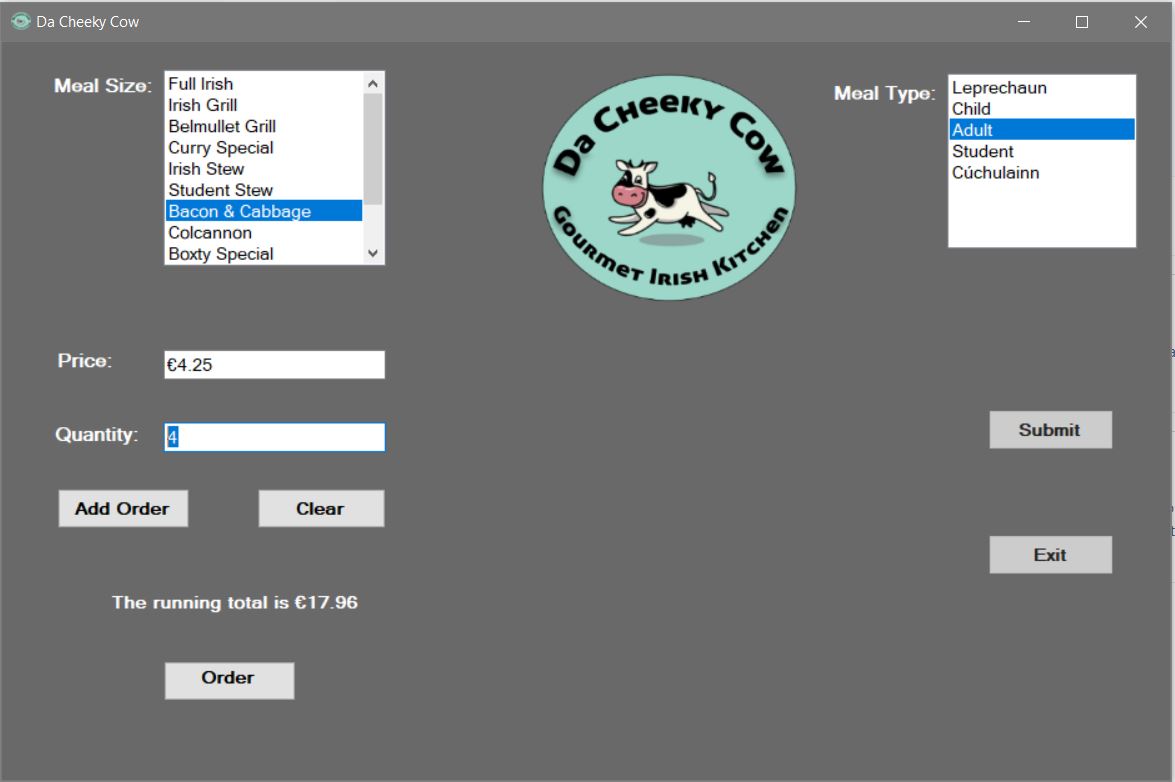 Da Cheeky Cow
Meal Size:
Full Irish
Irish Grill
Belmullet Grill
Curry Special
Irish Stew
Student Stew
Bacon & Cabbage
Colcannon
Boxty Special
Da Cheeky Cow
Gourmet Irish Kitchen
Meal Type:
Leprechaun
Child
Adult
Student
Cúchulainn
Price:
€4.25
Quantity:
4
Submit
Add Order
Clear
Exit
The running total is €17.96
Order